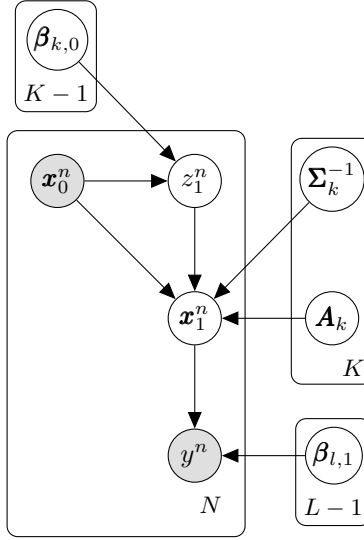 β_{k,0}
K − 1
x_0^n
z_1^n
Σ_k^{-1}
x_1^n
A_k
K
y^n
β_{l,1}
N
L − 1